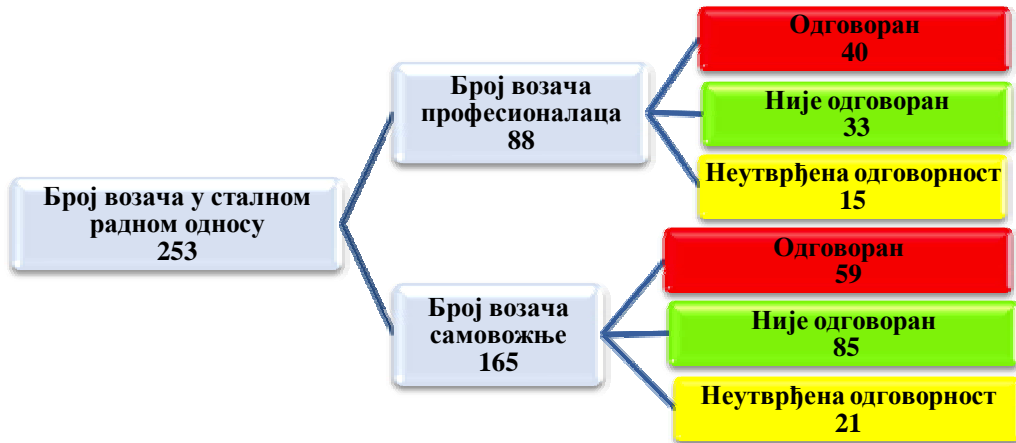 Број возача у сталном
радном односу
253
Број возача
професионалаца
88
Одговоран
40
Није одговоран
33
Неутврђена одговорност
15
Број возача
самовожње
165
Одговоран
59
Није одговоран
85
Неутврђена одговорност
21